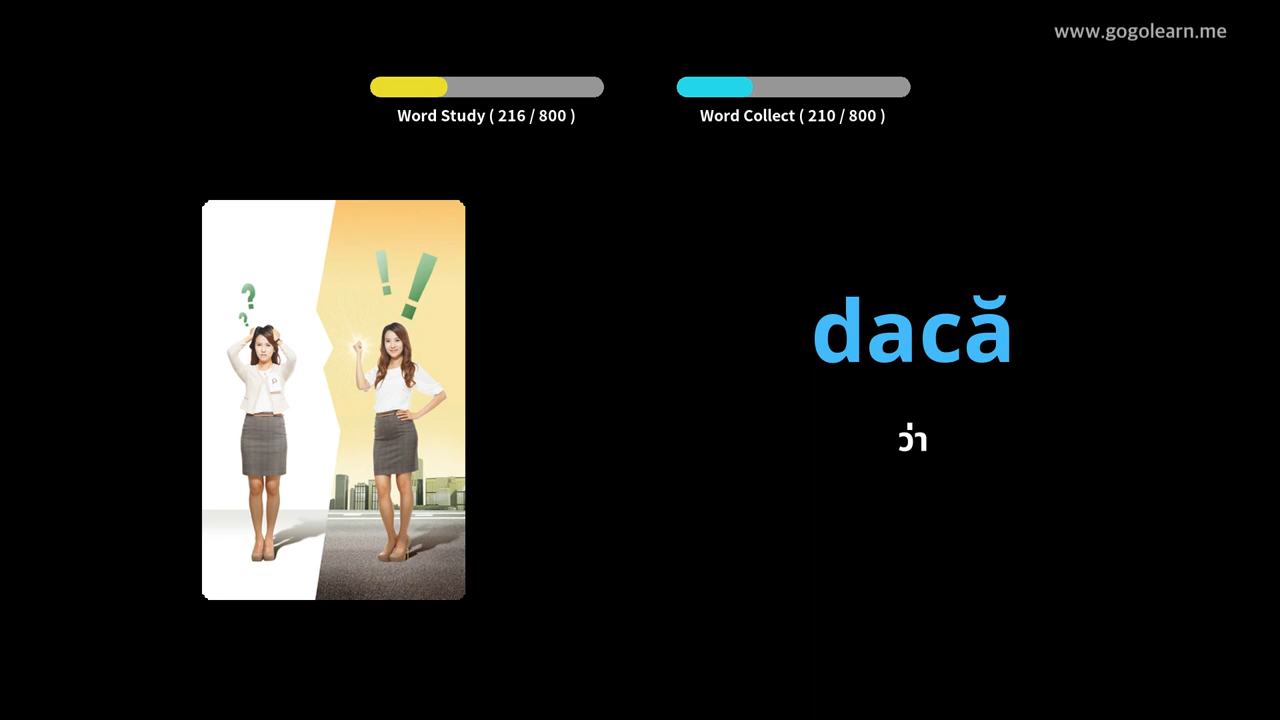 www.gogolearn.me
Word Study ( 216 / 800 )
Word Collect ( 210 / 800 )
? ?
! !
dacă
ว่า